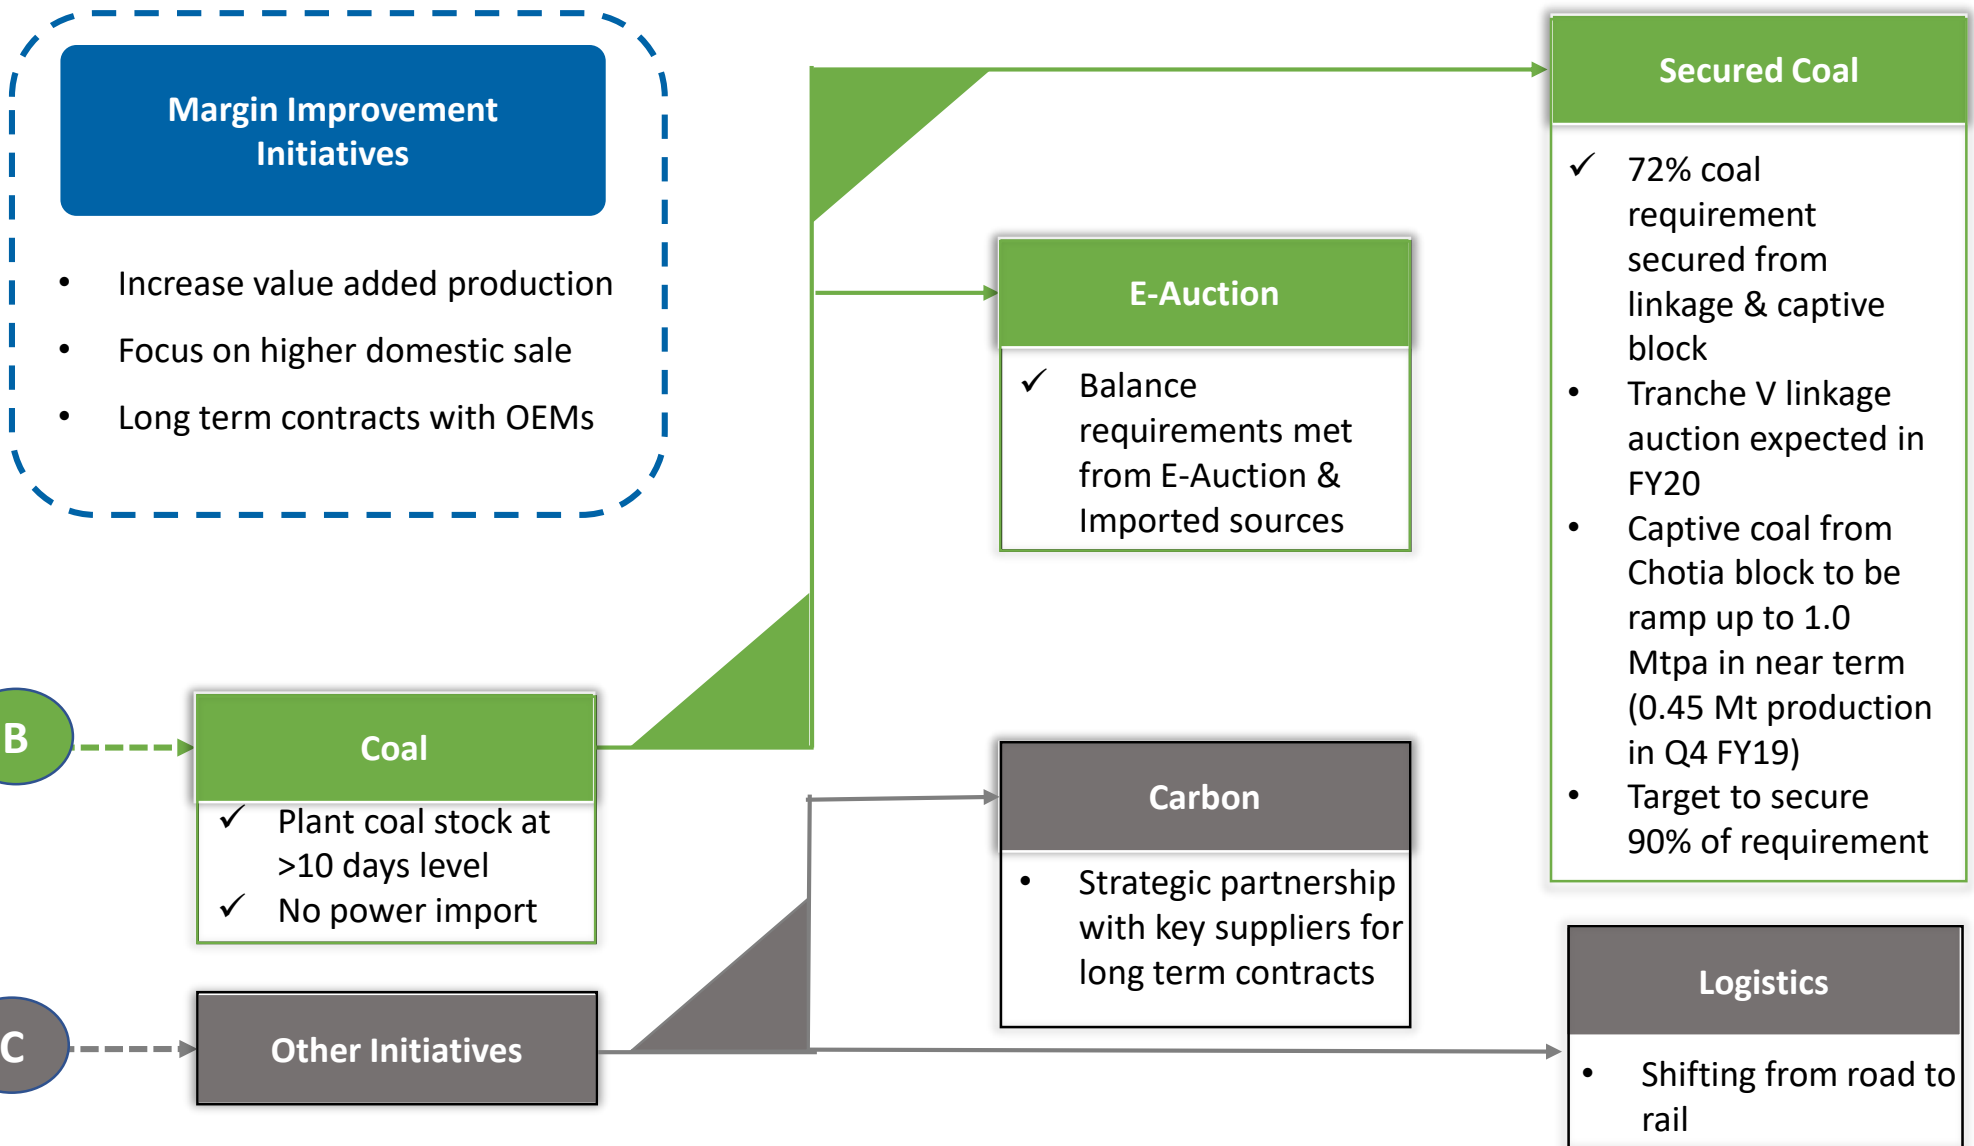 Margin Improvement
Initiatives
• Increase value added production
• Focus on higher domestic sale
• Long term contracts with OEMs
Secured Coal
✓ 72% coal
requirement
secured from
linkage & captive
block
• Tranche V linkage
auction expected in
FY20
• Captive coal from
Chotia block to be
ramp up to 1.0
Mtpa in near term
(0.45 Mt production
in Q4 FY19)
• Target to secure
90% of requirement
E-Auction
✓ Balance
requirements met
from E-Auction &
Imported sources
B
Coal
✓ Plant coal stock at
>10 days level
✓ No power import
Carbon
• Strategic partnership
with key suppliers for
long term contracts
C
Other Initiatives
Logistics
• Shifting from road to
rail